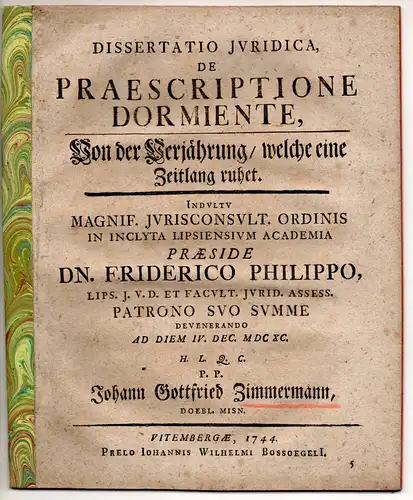 DISSERTATIO JVRIDICA,
DE
PRAESCRIPTIONE
DORMIENTE,
Von der Verjährung/ welche eine
Zeitlang ruhet.
INDVLTV
MAGNIF. JVRISCONSVLT. ORDINIS
IN INCLYTA LIPSIENSIVM ACADEMIA
PRÆSIDE
DN. FRIDERICO PHILIPPO,
LIPS. J. V. D. ET FACVLT. JVRID. ASSESS.
PATRONO SVO SVMME
DEVENERANDO
AD DIEM IV. DEC. MDCXC.
H. L. Q. C.
P. P.
Johann Gottfried Zimmermann,
DOEBL. MISN.
VITEMBERGÆ, 1744.
PRELO IOHANNIS WILHELMI BOSSOEGELI.
5